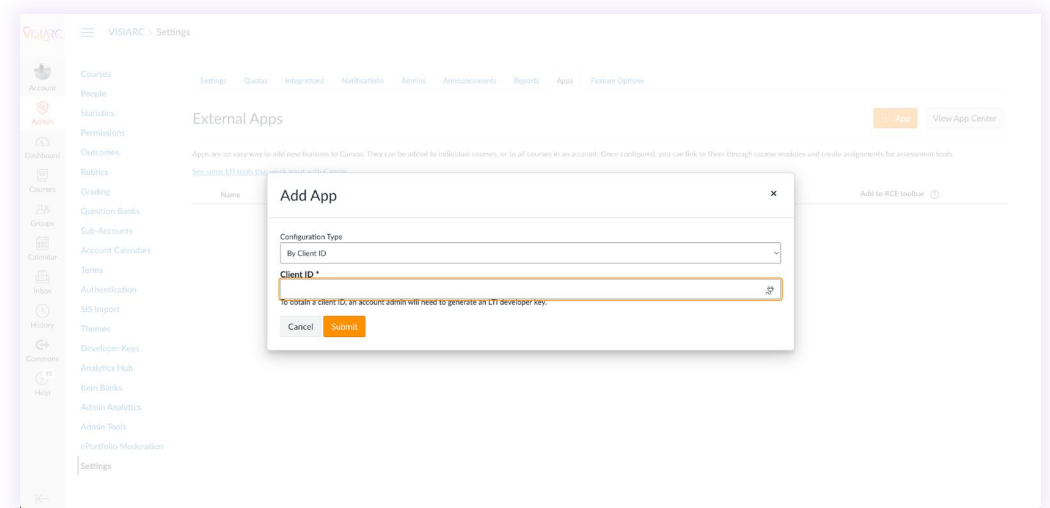 VISIARC
VISIARC > Settings
Account
Admin
Dashboard
Courses
Groups
Calendar
Inbox
History
Commons
10
Help
Courses
People
Statistics
Permissions
Outcomes
Rubrics
Grading
Question Banks
Sub-Accounts
Account Calendars
Terms
Authentication
SIS Import
Themes
Developer Keys
Analytics Hub
Item Banks
Admin Analytics
Admin Tools
ePortfolio Moderation
Settings
Settings Quotas Integrations Notifications Admins Announcements Reports Apps Feature Options
External Apps
+ App View App Center
Apps are an easy way to add new features to Canvas. They can be added to individual courses, or to all courses in an account. Once configured, you can link to them through course modules and create assignments for assessment tools.
See some LTI tools that work great with Canvas.
Name Add to RCE toolbar
Add App
Configuration Type
By Client ID
Client ID *
To obtain a client ID, an account admin will need to generate an LTI developer key.
Cancel Submit